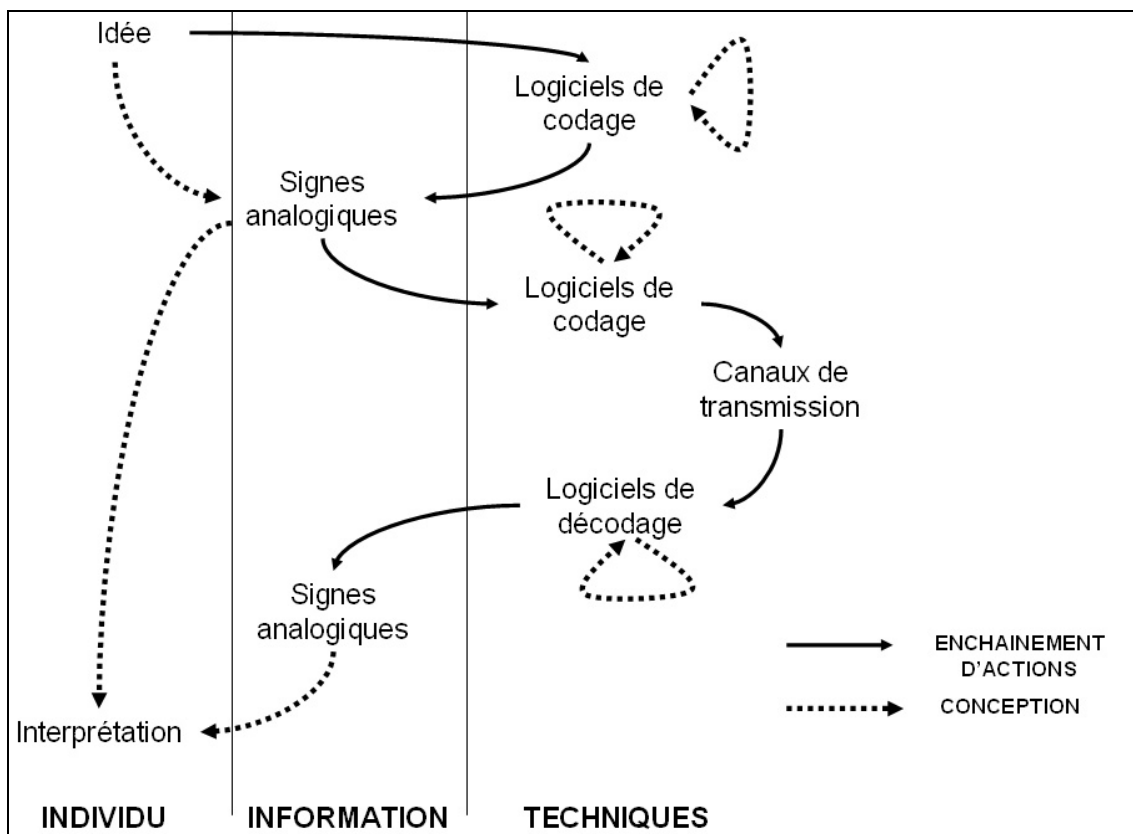 Idée
Logiciels de
codage
Signes
analogiques
Logiciels de
codage
Canaux de
transmission
Logiciels de
décodage
Signes
analogiques
ENCHAINEMENT
D'ACTIONS
CONCEPTION
Interprétation
INDIVIDU
INFORMATION
TECHNIQUES